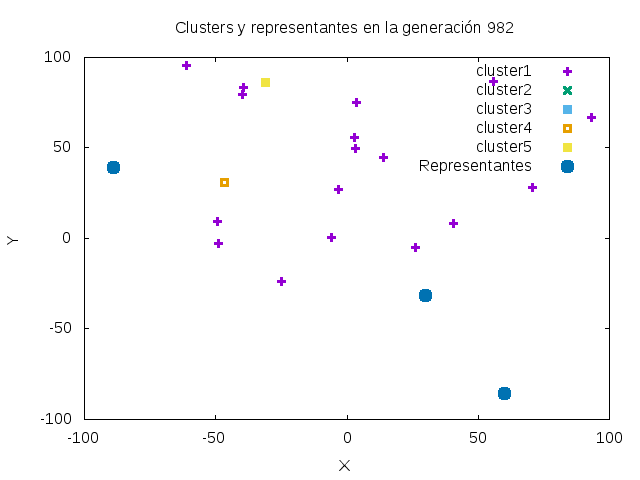 Clusters y representantes en la generación 982
100
50
0
-50
-100
-100
-50
0
50
100
X
Y
cluster1
cluster2
cluster3
cluster4
cluster5
Representantes